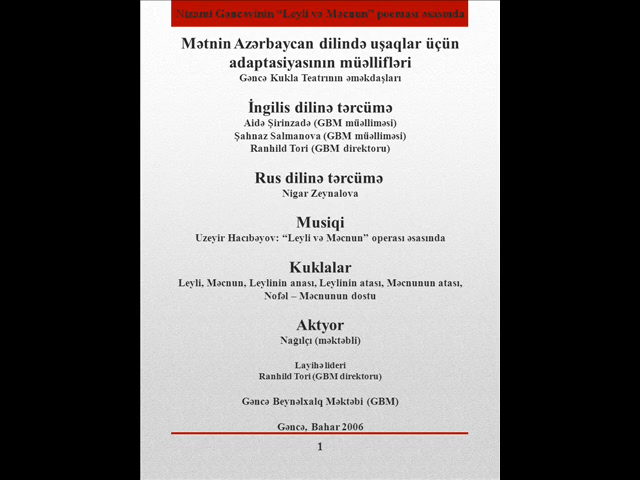 Nizami Gəncəvinin “Leyli və Məcnun” poeması əsasında
Mətnin Azərbaycan dilində uşaqlar üçün
adaptasiyasının müəllifləri
Gəncə Kukla Teatrının əməkdaşları
İngilis dilinə tərcümə
Aidə Şirinzadə (GBM müəlliməsi)
Şahnaz Salmanova (GBM müəlliməsi)
Ranhild Tori (GBM direktoru)
Rus dilinə tərcümə
Nigar Zeynalova
Musiqi
Uzeyir Hacıbəyov: “Leyli və Məcnun” operası əsasında
Kuklalar
Leyli, Məcnun, Leylinin anası, Leylinin atası, Məcnunun atası,
Nofəl – Məcnunun dostu
Aktyor
Nağılçı (məktəbli)
Layihə lideri
Ranhild Tori (GBM direktoru)
Gəncə Beynəlxalq Məktəbi (GBM)
Gəncə, Bahar 2006
1